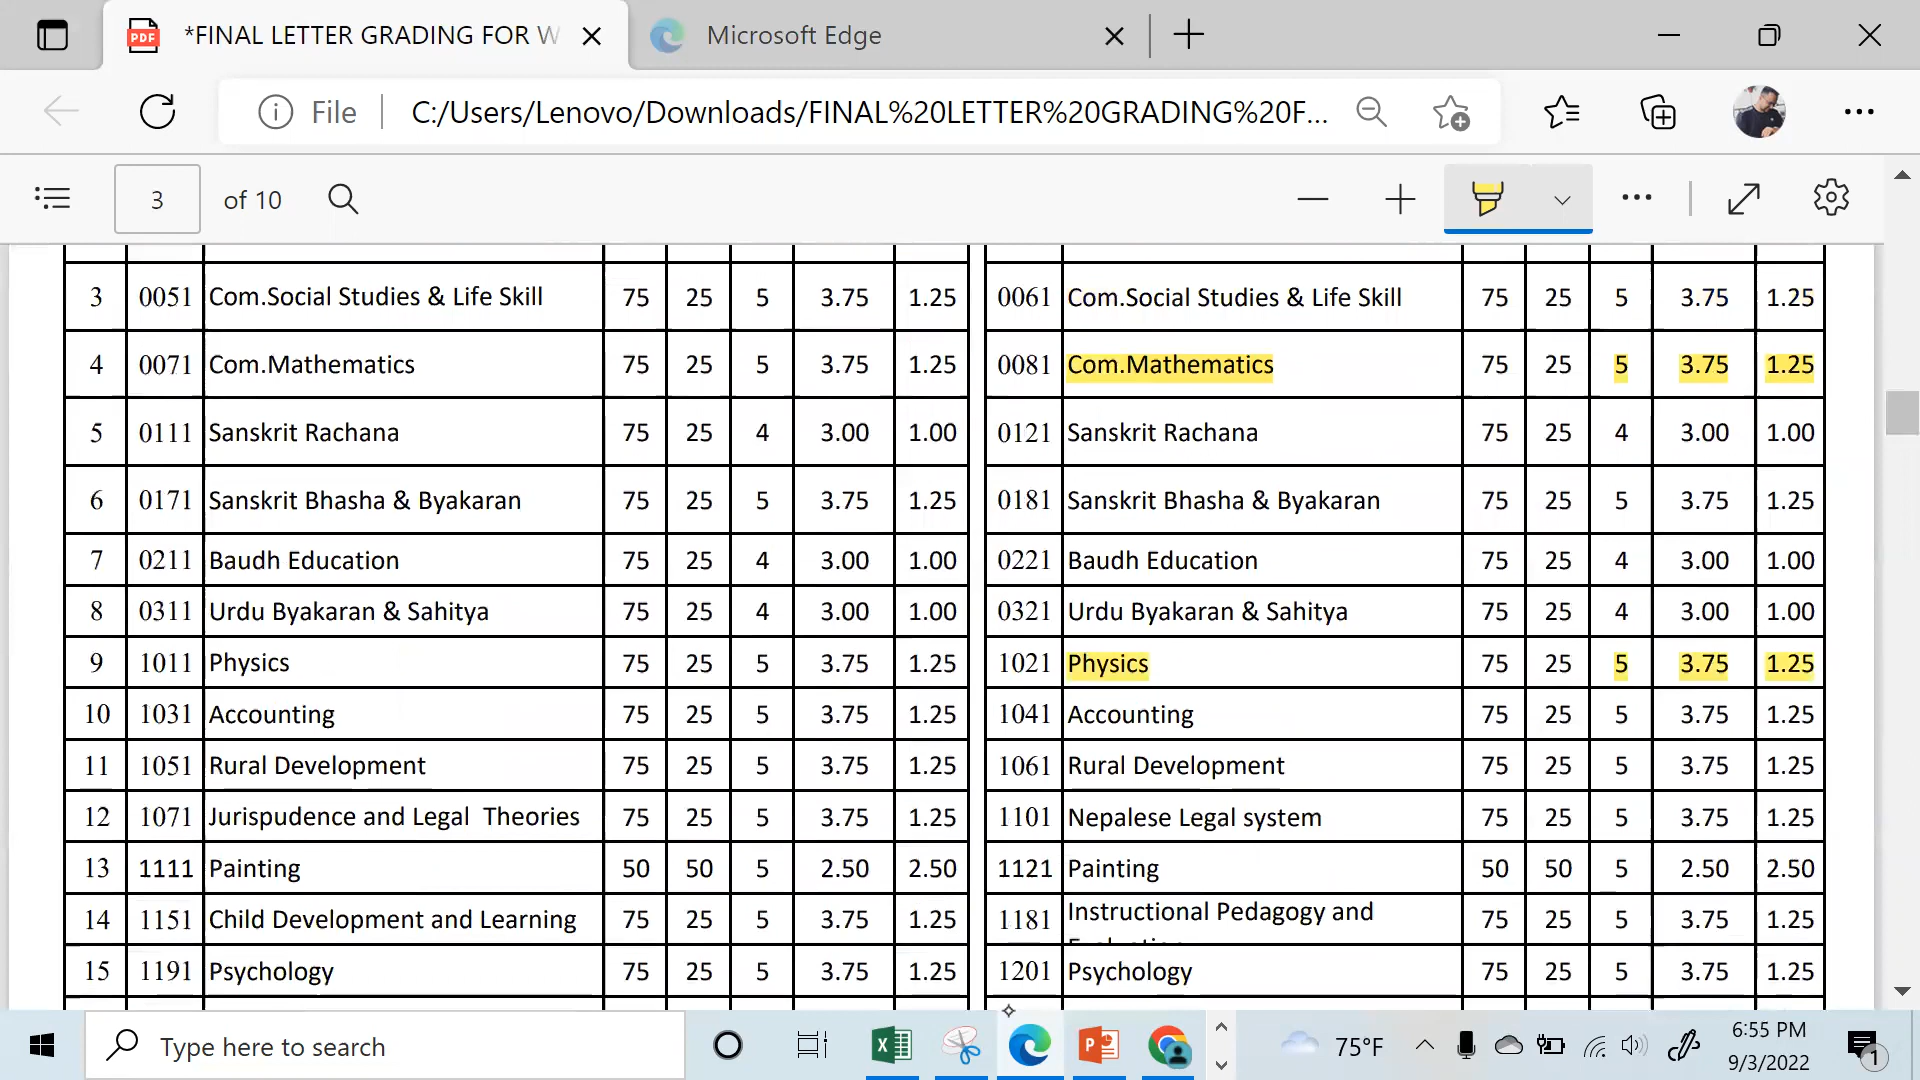 *FINAL LETTER GRADING FOR W
Microsoft Edge
File
C:/Users/Lenovo/Downloads/FINAL%20LETTER%20GRADING%20F...
3 of 10
3 0051 Com.Social Studies & Life Skill 75 25 5 3.75 1.25 0061 Com.Social Studies & Life Skill 75 25 5 3.75 1.25
4 0071 Com.Mathematics 75 25 5 3.75 1.25 0081 Com.Mathematics 75 25 5 3.75 1.25
5 0111 Sanskrit Rachana 75 25 4 3.00 1.00 0121 Sanskrit Rachana 75 25 4 3.00 1.00
6 0171 Sanskrit Bhasha & Byakaran 75 25 5 3.75 1.25 0181 Sanskrit Bhasha & Byakaran 75 25 5 3.75 1.25
7 0211 Baudh Education 75 25 4 3.00 1.00 0221 Baudh Education 75 25 4 3.00 1.00
8 0311 Urdu Byakaran & Sahitya 75 25 4 3.00 1.00 0321 Urdu Byakaran & Sahitya 75 25 4 3.00 1.00
9 1011 Physics 75 25 5 3.75 1.25 1021 Physics 75 25 5 3.75 1.25
10 1031 Accounting 75 25 5 3.75 1.25 1041 Accounting 75 25 5 3.75 1.25
11 1051 Rural Development 75 25 5 3.75 1.25 1061 Rural Development 75 25 5 3.75 1.25
12 1071 Jurispudence and Legal Theories 75 25 5 3.75 1.25 1101 Nepalese Legal system 75 25 5 3.75 1.25
13 1111 Painting 50 50 5 2.50 2.50 1121 Painting 50 50 5 2.50 2.50
14 1151 Child Development and Learning 75 25 5 3.75 1.25 1181 Instructional Pedagogy and 75 25 5 3.75 1.25
15 1191 Psychology 75 25 5 3.75 1.25 1201 Psychology 75 25 5 3.75 1.25
Type here to search
75°F
6:55 PM
9/3/2022
1